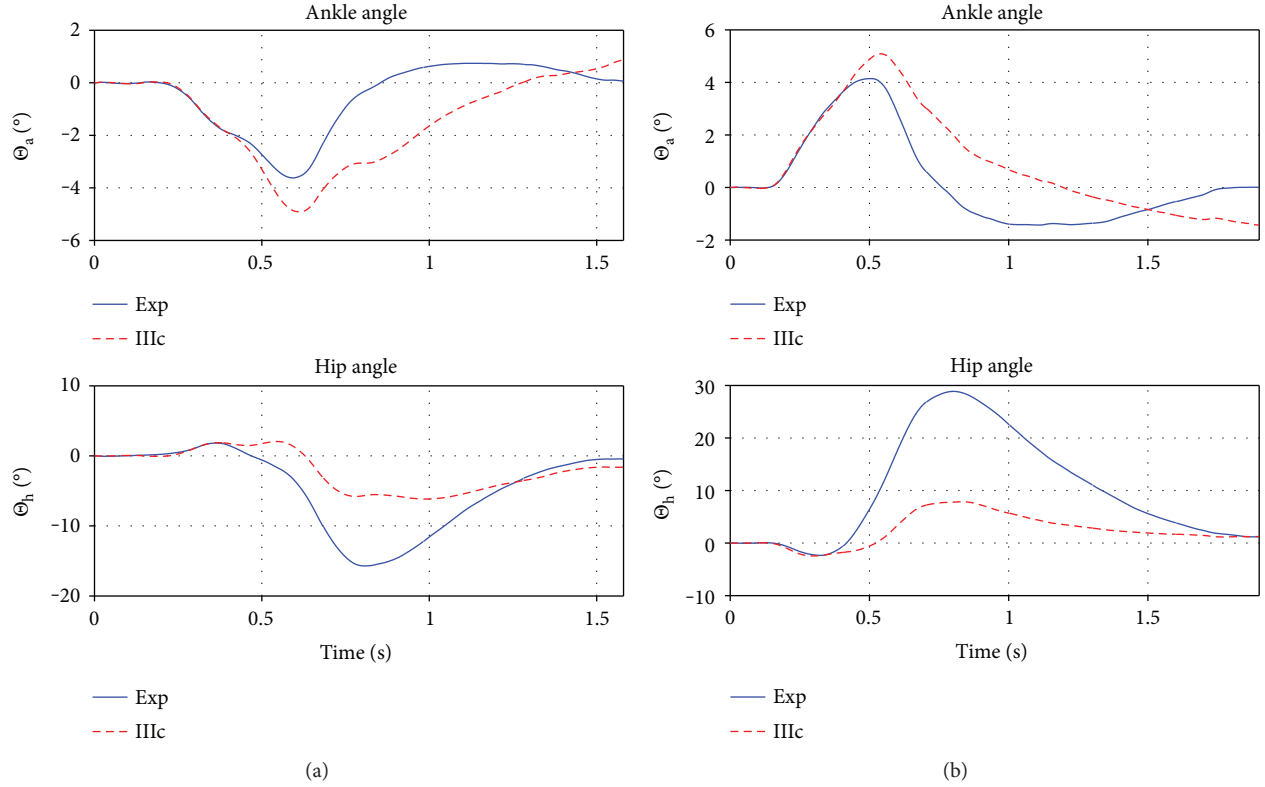 Ankle angle
2
0
-2
-4
-6
Θa (°)
0 0.5 1 1.5
Exp
IIIc
Hip angle
10
0
-10
-20
Θh (°)
0 0.5 1 1.5
Time (s)
Exp
IIIc
(a)
Ankle angle
6
4
2
0
-2
Θa (°)
0 0.5 1 1.5
Exp
IIIc
Hip angle
30
20
10
0
-10
Θh (°)
0 0.5 1 1.5
Time (s)
Exp
IIIc
(b)